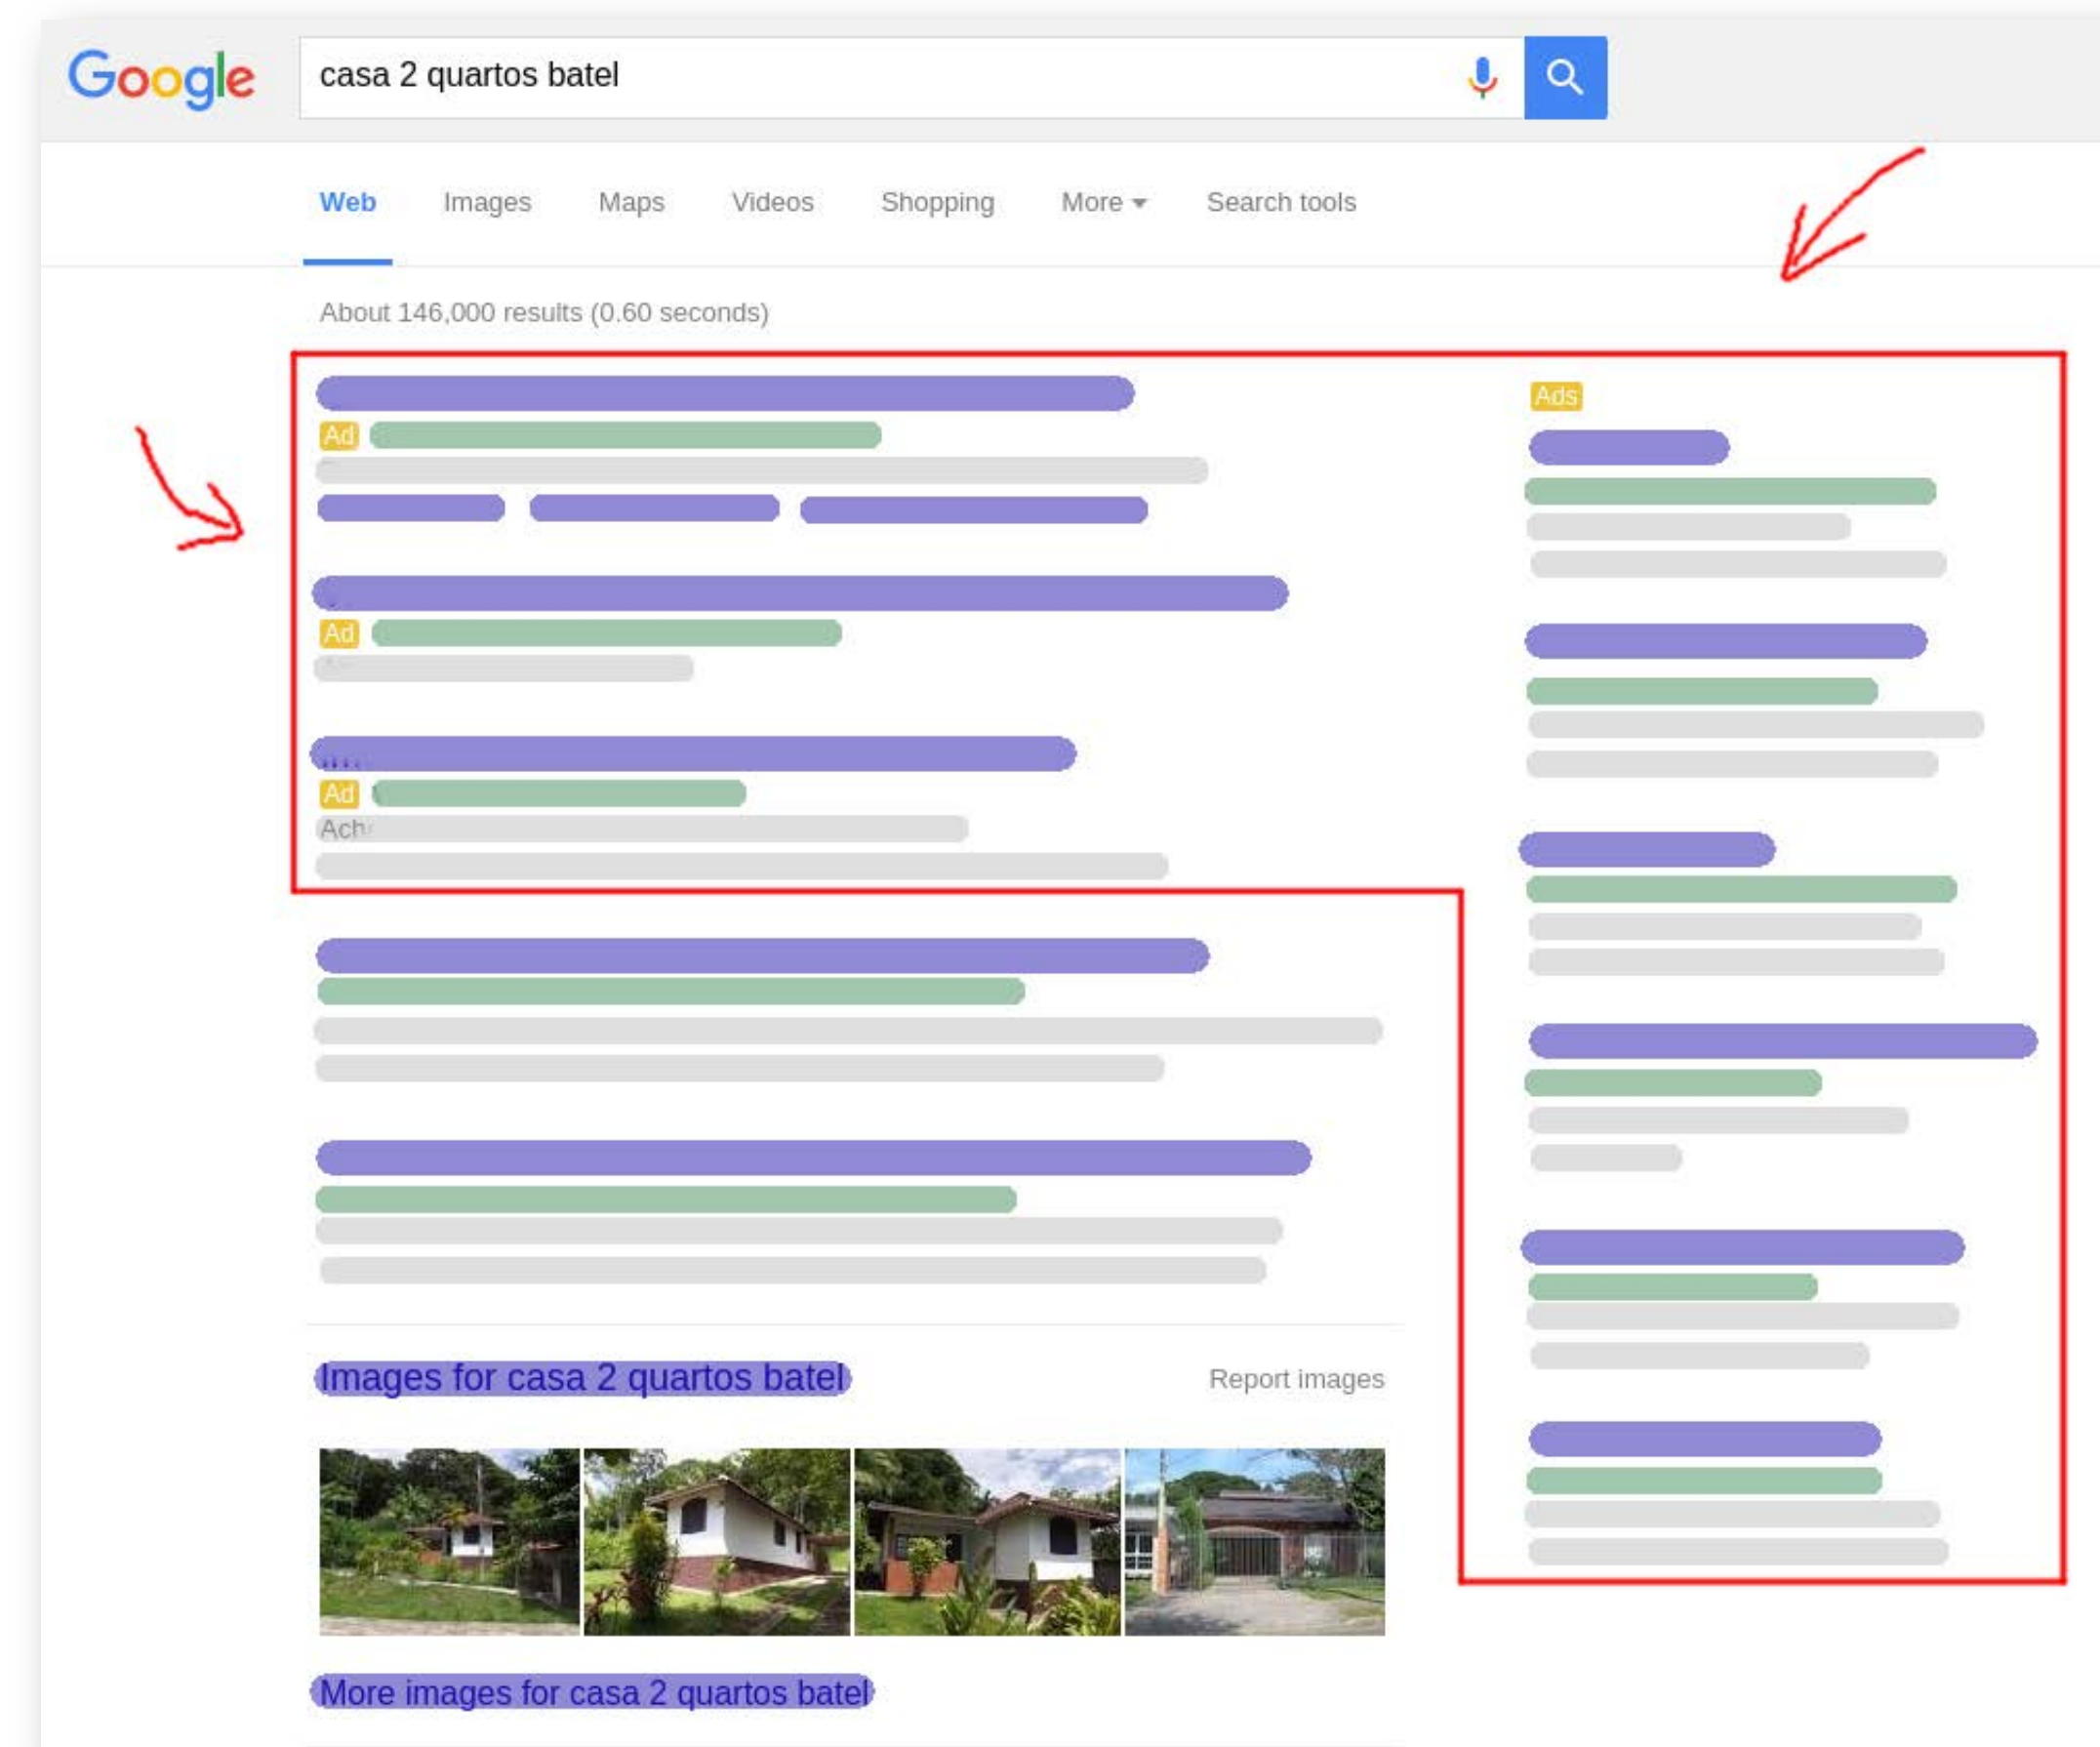 Google
casa 2 quartos batel
Web Images Maps Videos Shopping More Search tools
About 146,000 results (0.60 seconds)
Ad
Ad
Ad
Ads
Images for casa 2 quartos batel
Report images
More images for casa 2 quartos batel